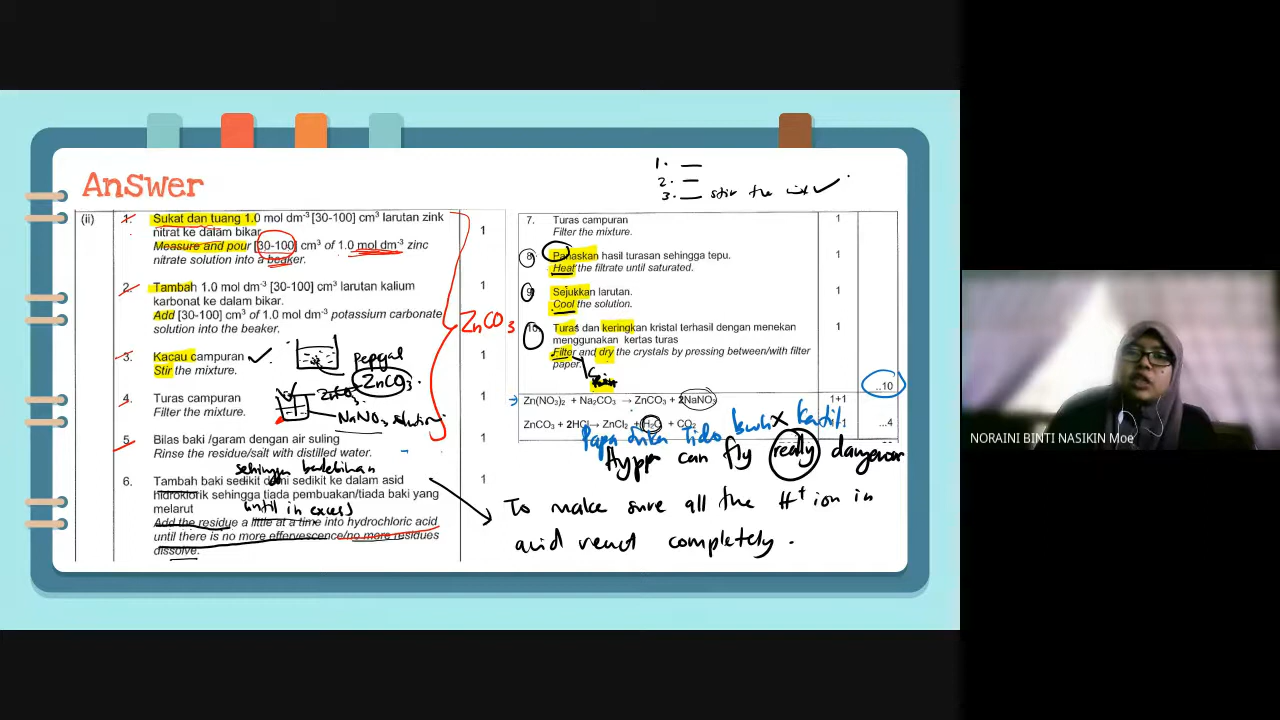 Answer
1. —
2. —
3. — stir the mix ✓
(ii)
1. Sukat dan tuang 1.0 mol dm⁻³ [30-100] cm³ larutan zink
nitrat ke dalam bikar.
Measure and pour [30-100] cm³ of 1.0 mol dm⁻³ zinc
nitrate solution into a beaker.
1
2. Tambah 1.0 mol dm⁻³ [30-100] cm³ larutan kalium
karbonat ke dalam bikar.
Add [30-100] cm³ of 1.0 mol dm⁻³ potassium carbonate
solution into the beaker.
1
ZnCO₃
3. Kacau campuran ✓
Stir the mixture.
1
ZnCO₃
ZnCO₃
NaNO₃ solution
4. Turas campuran
Filter the mixture.
1
5. Bilas baki /garam dengan air suling
Rinse the residue/salt with distilled water.
1
sehingga berlebihan
6. Tambah baki sedikit demi sedikit ke dalam asid
hidroklorik sehingga tiada pembuakan/tiada baki yang
melarut
until in excess
Add the residue a little at a time into hydrochloric acid
until there is no more effervescence/no more residues
dissolve.
1
7. Turas campuran
Filter the mixture.
1
8. Panaskan hasil turasan sehingga tepu.
Heat the filtrate until saturated.
1
9. Sejukkan larutan.
Cool the solution.
1
10. Turas dan keringkan kristal terhasil dengan menekan
menggunakan kertas turas
Filter and dry the crystals by pressing between/with filter
paper.
1
..10
Zn(NO₃)₂ + Na₂CO₃ → ZnCO₃ + 2NaNO₃
1+1
ZnCO₃ + 2HCl → ZnCl₂ + H₂O + CO₂
..4
Papa suka Tido
can fly really dangerous
To make sure all the H⁺ ion in
acid react completely.
NORAINI BINTI NASIKIN Moe